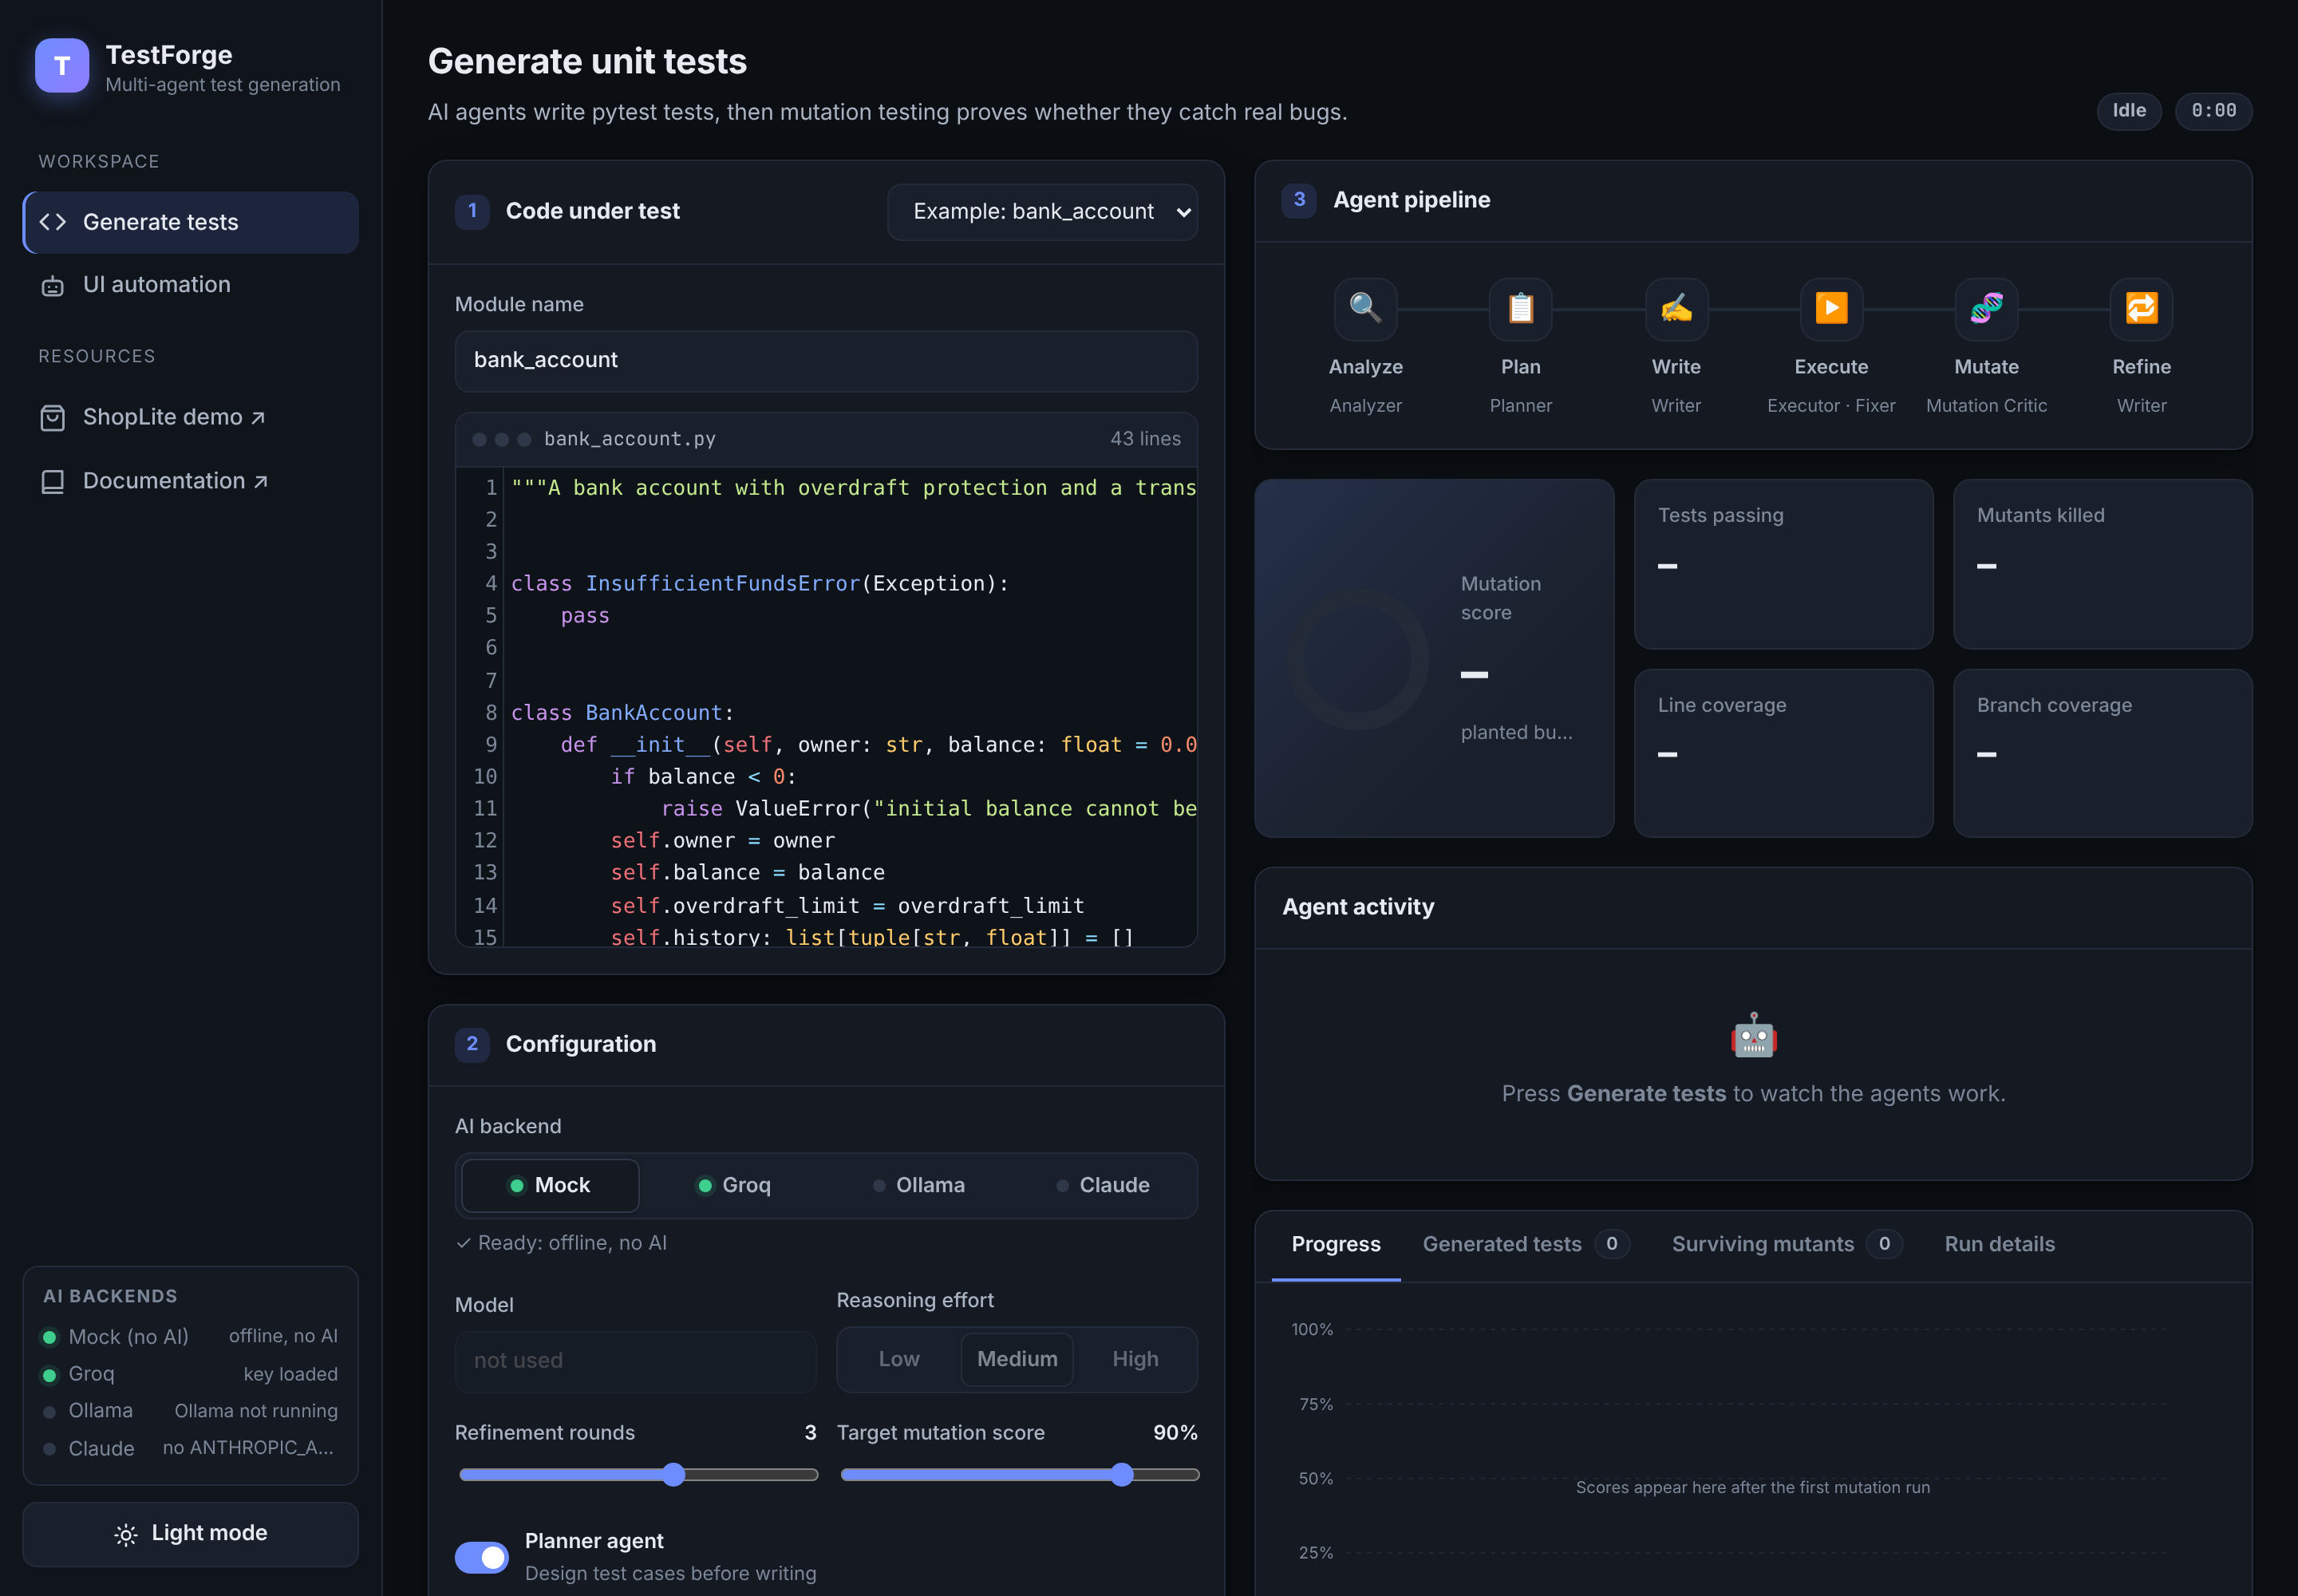 T
TestForge
Multi-agent test generation
WORKSPACE
Generate tests
UI automation
RESOURCES
ShopLite demo ↗
Documentation ↗
AI BACKENDS
Mock (no AI) offline, no AI
Groq key loaded
Ollama Ollama not running
Claude no ANTHROPIC_A...
Light mode
Generate unit tests
AI agents write pytest tests, then mutation testing proves whether they catch real bugs.
Idle 0:00
1 Code under test Example: bank_account
Module name
bank_account
bank_account.py 43 lines
1 """A bank account with overdraft protection and a trans
2
3
4 class InsufficientFundsError(Exception):
5     pass
6
7
8 class BankAccount:
9     def __init__(self, owner: str, balance: float = 0.0
10         if balance < 0:
11             raise ValueError("initial balance cannot be
12         self.owner = owner
13         self.balance = balance
14         self.overdraft_limit = overdraft_limit
15         self.history: list[tuple[str, float]] = []
2 Configuration
AI backend
Mock Groq Ollama Claude
✓ Ready: offline, no AI
Model
not used
Reasoning effort
Low Medium High
Refinement rounds 3
Target mutation score 90%
Planner agent
Design test cases before writing
3 Agent pipeline
Analyze Plan Write Execute Mutate Refine
Analyzer Planner Writer Executor · Fixer Mutation Critic Writer
Mutation
score
–
planted bu...
Tests passing
–
Mutants killed
–
Line coverage
–
Branch coverage
–
Agent activity
Press Generate tests to watch the agents work.
Progress Generated tests 0 Surviving mutants 0 Run details
100%
75%
50%
Scores appear here after the first mutation run
25%